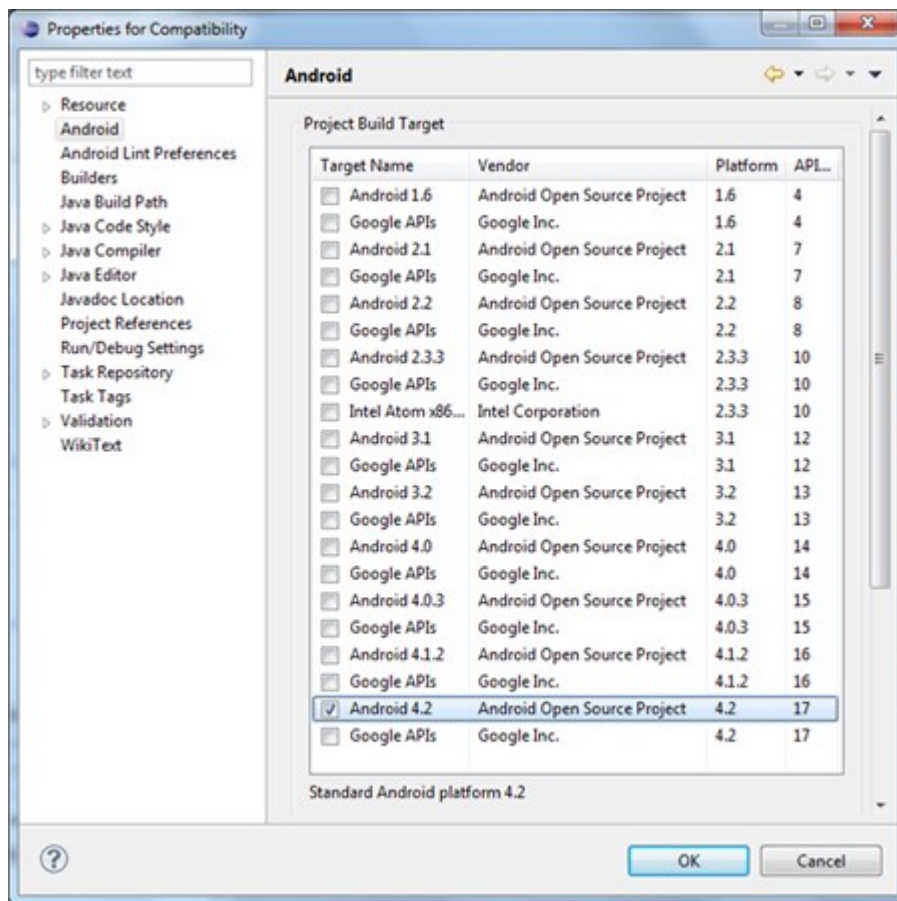 Properties for Compatibility
type filter text
Resource
Android
Android Lint Preferences
Builders
Java Build Path
Java Code Style
Java Compiler
Java Editor
Javadoc Location
Project References
Run/Debug Settings
Task Repository
Task Tags
Validation
WikiText
Android
Project Build Target
Target Name Vendor Platform API...
Android 1.6 Android Open Source Project 1.6 4
Google APIs Google Inc. 1.6 4
Android 2.1 Android Open Source Project 2.1 7
Google APIs Google Inc. 2.1 7
Android 2.2 Android Open Source Project 2.2 8
Google APIs Google Inc. 2.2 8
Android 2.3.3 Android Open Source Project 2.3.3 10
Google APIs Google Inc. 2.3.3 10
Intel Atom x86... Intel Corporation 2.3.3 10
Android 3.1 Android Open Source Project 3.1 12
Google APIs Google Inc. 3.1 12
Android 3.2 Android Open Source Project 3.2 13
Google APIs Google Inc. 3.2 13
Android 4.0 Android Open Source Project 4.0 14
Google APIs Google Inc. 4.0 14
Android 4.0.3 Android Open Source Project 4.0.3 15
Google APIs Google Inc. 4.0.3 15
Android 4.1.2 Android Open Source Project 4.1.2 16
Google APIs Google Inc. 4.1.2 16
Android 4.2 Android Open Source Project 4.2 17
Google APIs Google Inc. 4.2 17
Standard Android platform 4.2
? OK Cancel